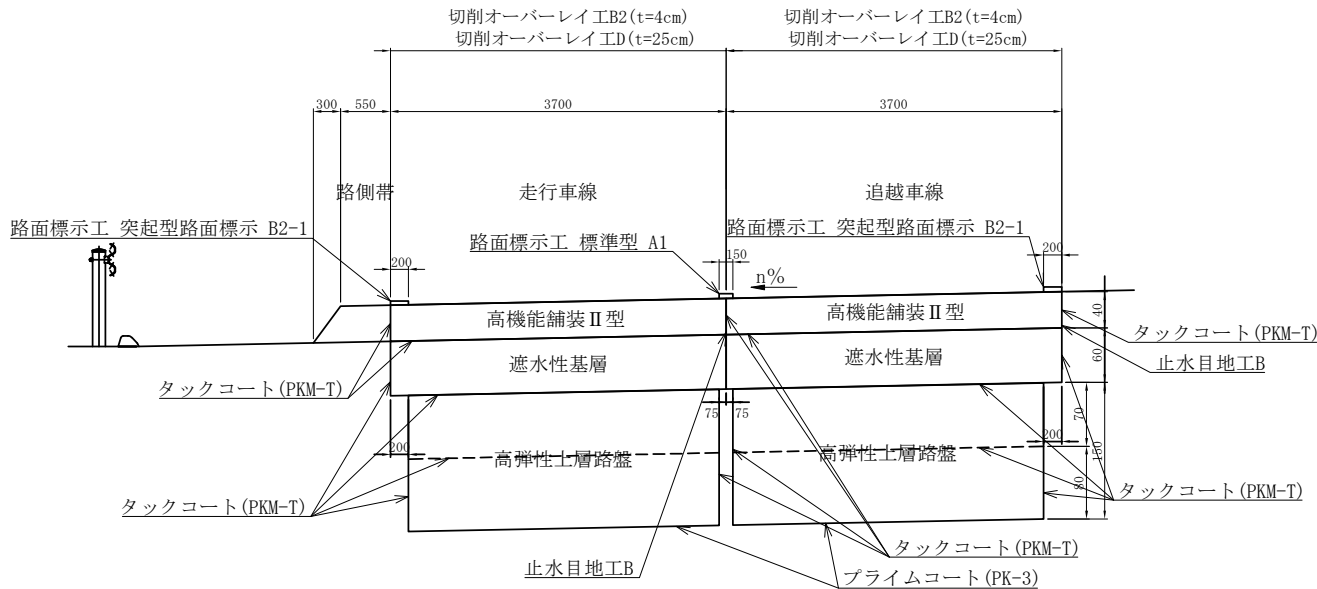 切削オーバーレイ工B2(t=4cm)
切削オーバーレイ工D(t=25cm)
切削オーバーレイ工B2(t=4cm)
切削オーバーレイ工D(t=25cm)
300
550
3700
3700
路側帯
走行車線
追越車線
路面標示工 突起型路面標示 B2-1
路面標示工 標準型 A1
路面標示工 突起型路面標示 B2-1
200
150
200
n%
高機能舗装Ⅱ型
高機能舗装Ⅱ型
40
タックコート(PKM-T)
止水目地工B
遮水性基層
遮水性基層
60
タックコート(PKM-T)
75
75
70
200
高弾性上層路盤
高弾性上層路盤
200
150
80
タックコート(PKM-T)
タックコート(PKM-T)
タックコート(PKM-T)
止水目地工B
プライムコート(PK-3)